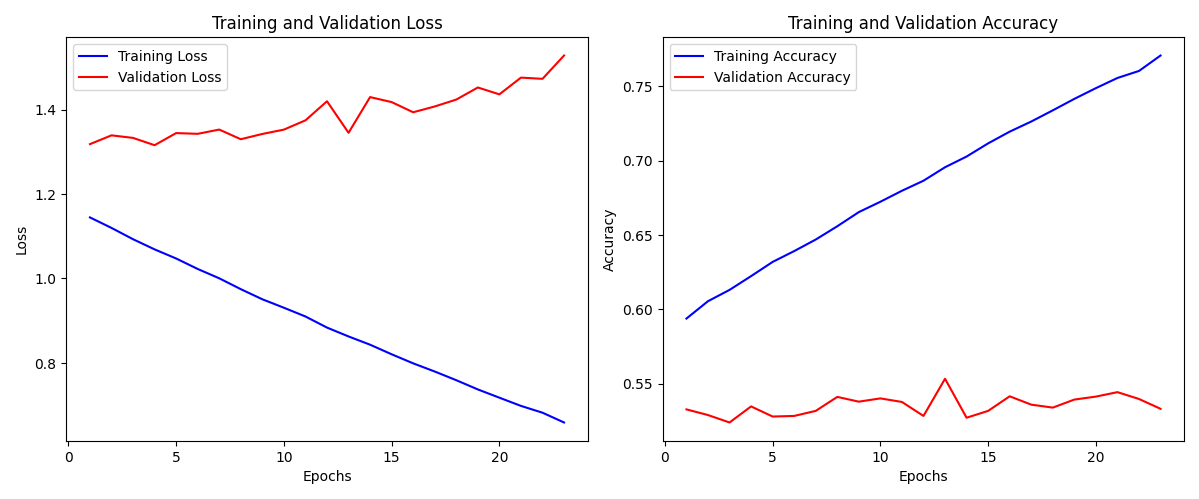 Training and Validation Loss
Training Loss
Validation Loss
1.4
1.2
1.0
0.8
Loss
0 5 10 15 20
Epochs
Training and Validation Accuracy
Training Accuracy
Validation Accuracy
0.75
0.70
0.65
0.60
0.55
Accuracy
0 5 10 15 20
Epochs